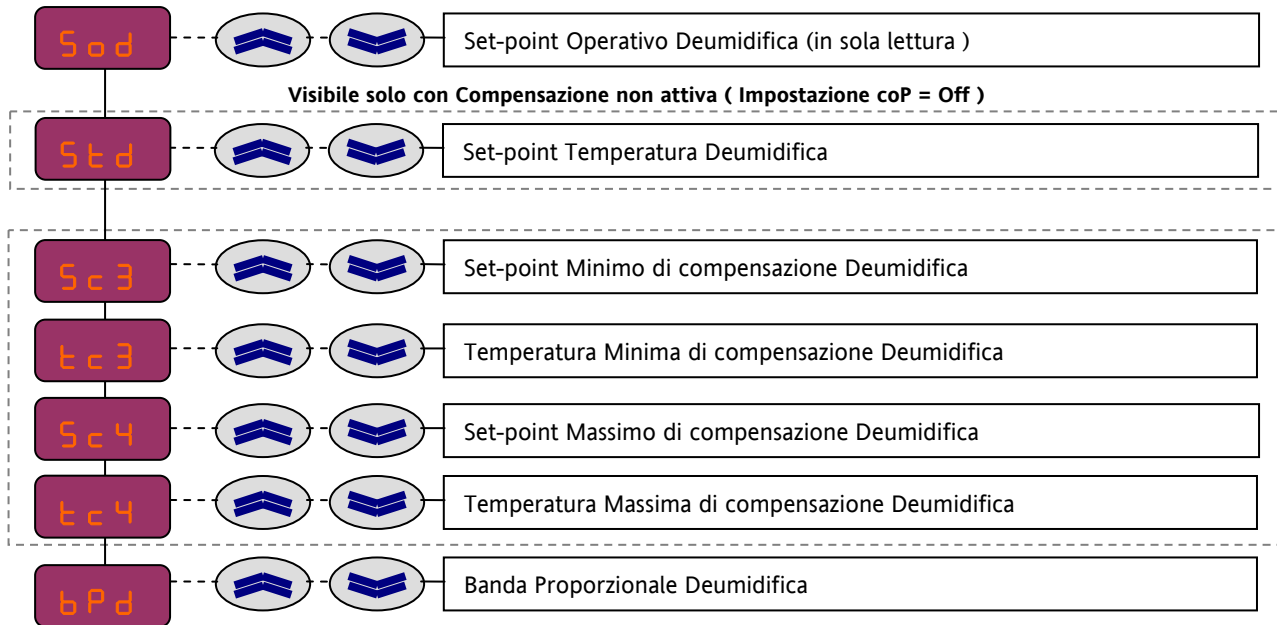 Sod Set-point Operativo Deumidifica (in sola lettura )
Visibile solo con Compensazione non attiva ( Impostazione coP = Off )
Std Set-point Temperatura Deumidifica
Sc3 Set-point Minimo di compensazione Deumidifica
tc3 Temperatura Minima di compensazione Deumidifica
Sc4 Set-point Massimo di compensazione Deumidifica
tc4 Temperatura Massima di compensazione Deumidifica
bPd Banda Proporzionale Deumidifica